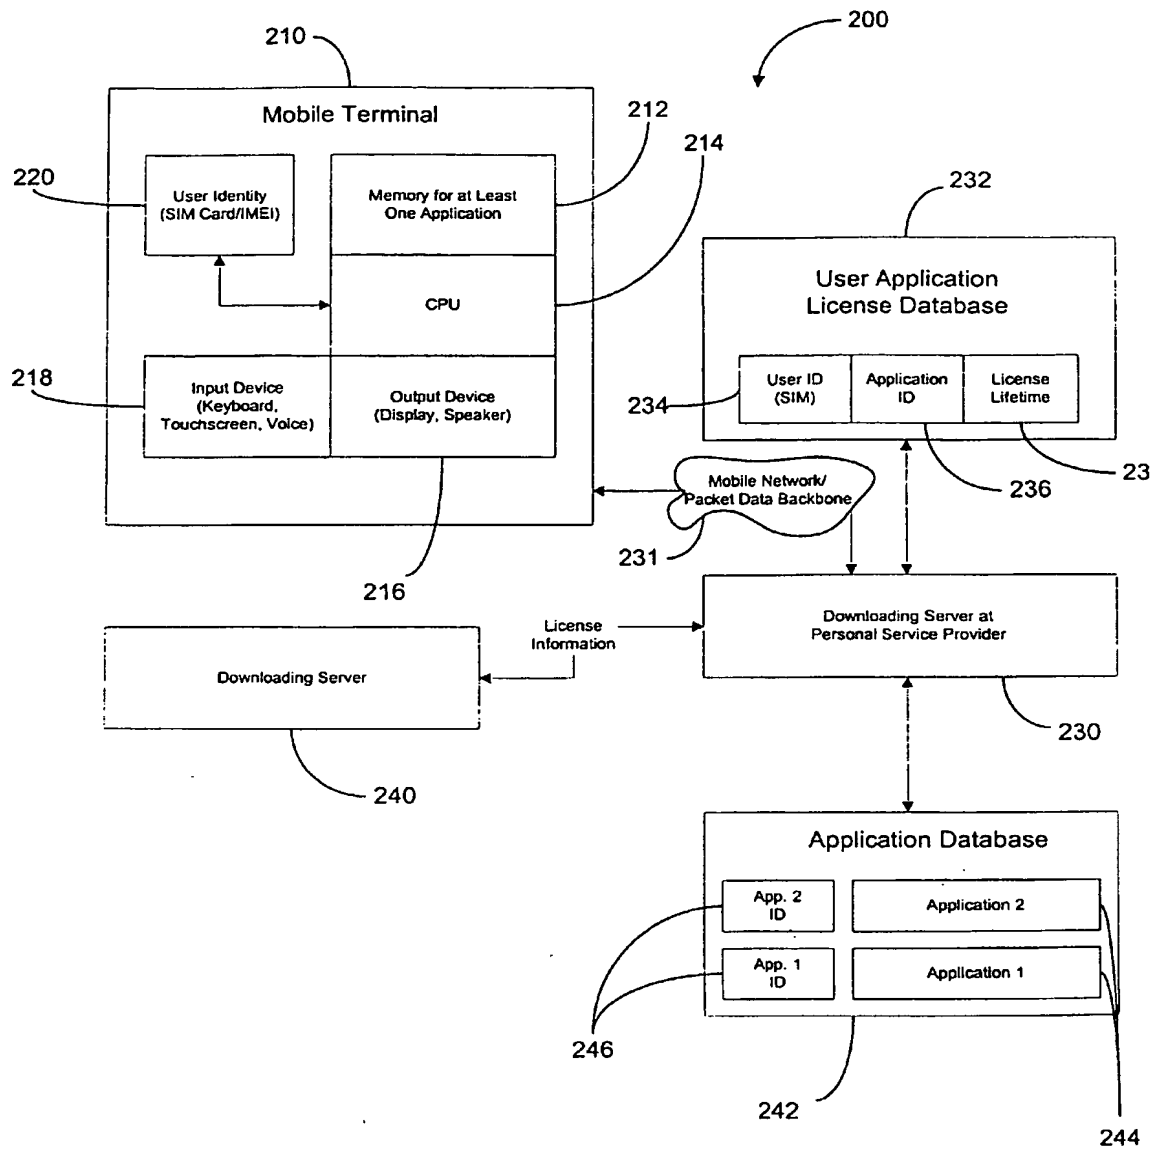 200
210
Mobile Terminal
212
214
220
User Identity
(SIM Card/IMEI)
Memory for at Least
One Application
CPU
218
Input Device
(Keyboard,
Touchscreen, Voice)
Output Device
(Display, Speaker)
216
232
User Application
License Database
234
User ID
(SIM)
Application
ID
License
Lifetime
236
23
Mobile Network/
Packet Data Backbone
231
Downloading Server at
Personal Service Provider
230
License
Information
Downloading Server
240
Application Database
App. 2
ID
Application 2
App. 1
ID
Application 1
246
242
244